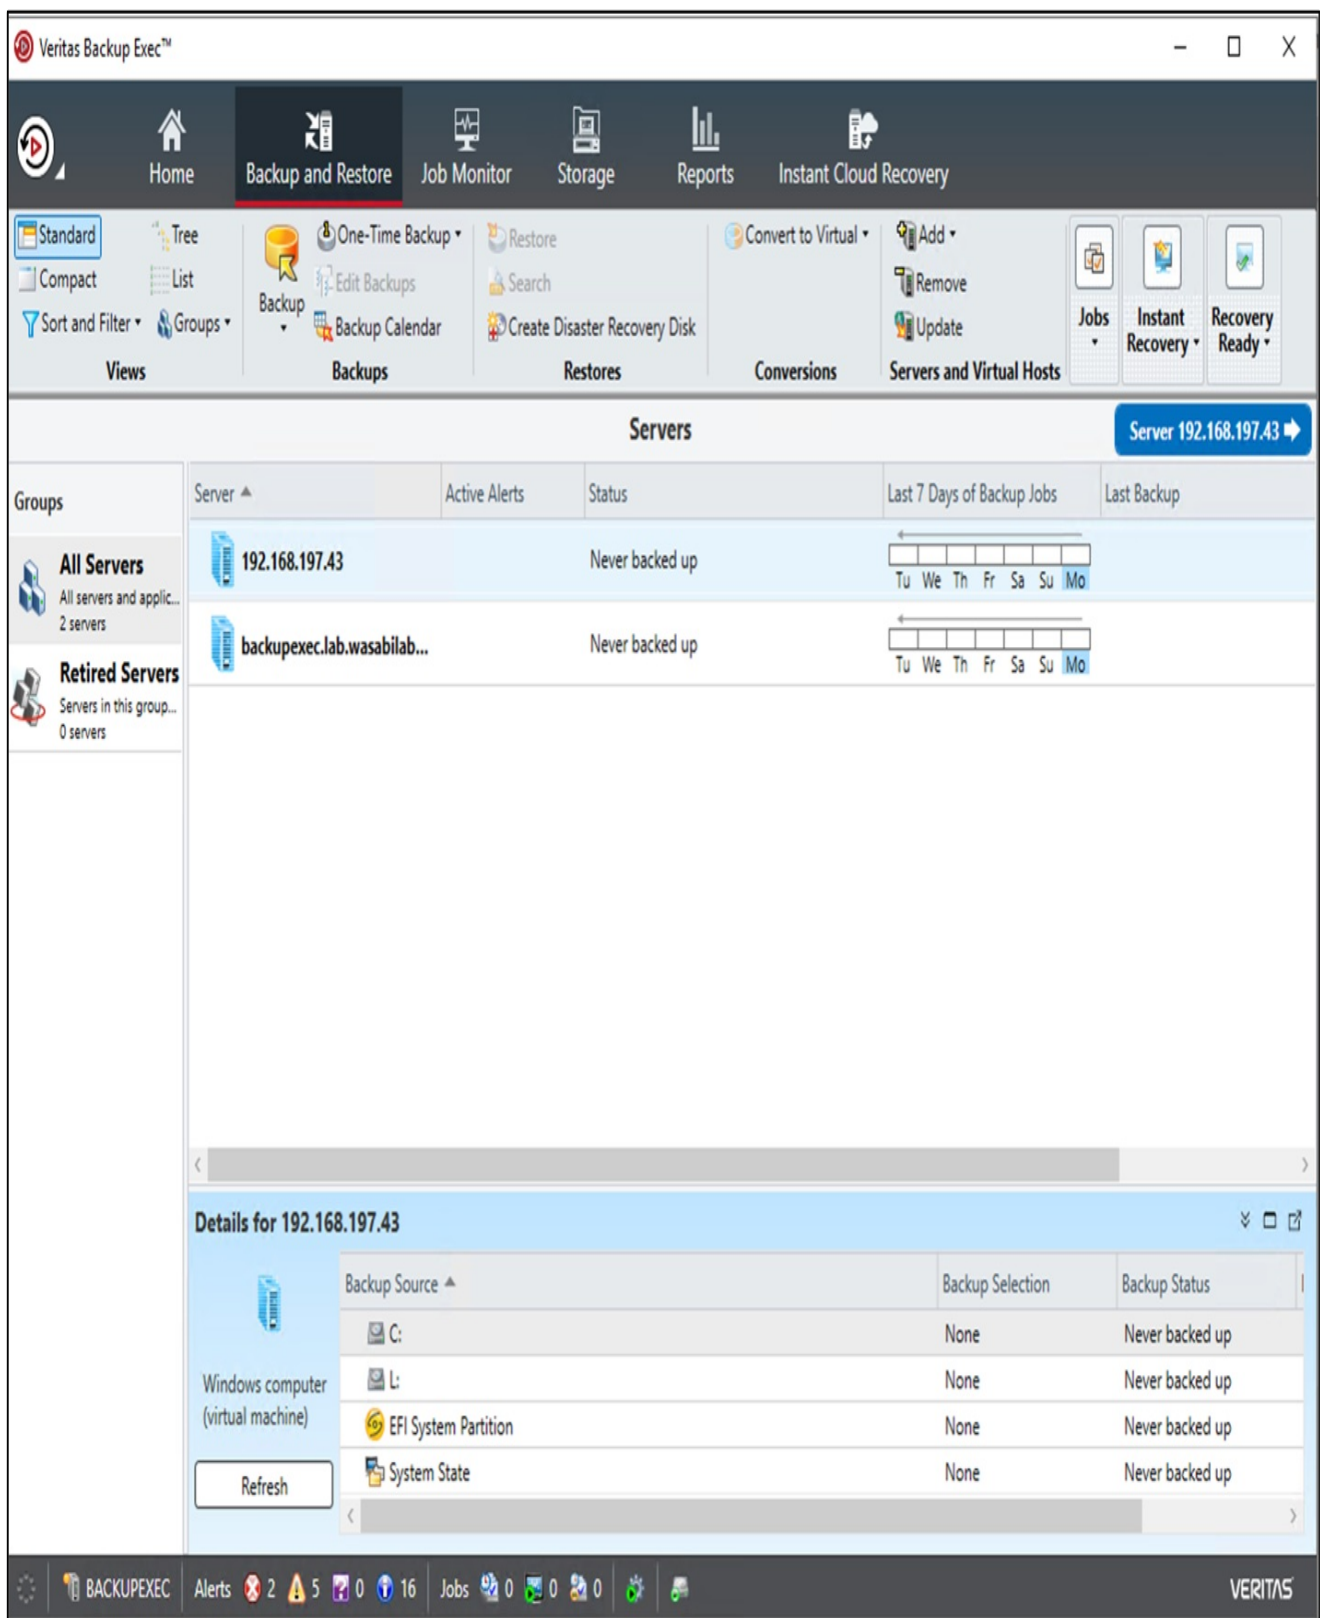 Veritas Backup Exec™
Home
Backup and Restore
Job Monitor
Storage
Reports
Instant Cloud Recovery
Standard
Tree
Compact
List
Sort and Filter
Groups
Views
Backup
One-Time Backup
Edit Backups
Backup Calendar
Backups
Restore
Search
Create Disaster Recovery Disk
Restores
Convert to Virtual
Conversions
Add
Remove
Update
Servers and Virtual Hosts
Jobs
Instant
Recovery
Recovery
Ready
Servers
Server 192.168.197.43
Groups
All Servers
All servers and applic...
2 servers
Retired Servers
Servers in this group...
0 servers
Server Active Alerts Status Last 7 Days of Backup Jobs Last Backup
192.168.197.43 Never backed up
Tu We Th Fr Sa Su Mo
backupexec.lab.wasabilab... Never backed up
Tu We Th Fr Sa Su Mo
Details for 192.168.197.43
Windows computer
(virtual machine)
Refresh
Backup Source Backup Selection Backup Status
C: None Never backed up
L: None Never backed up
EFI System Partition None Never backed up
System State None Never backed up
BACKUPEXEC Alerts 2 5 0 16 Jobs 0 0 0 VERITAS